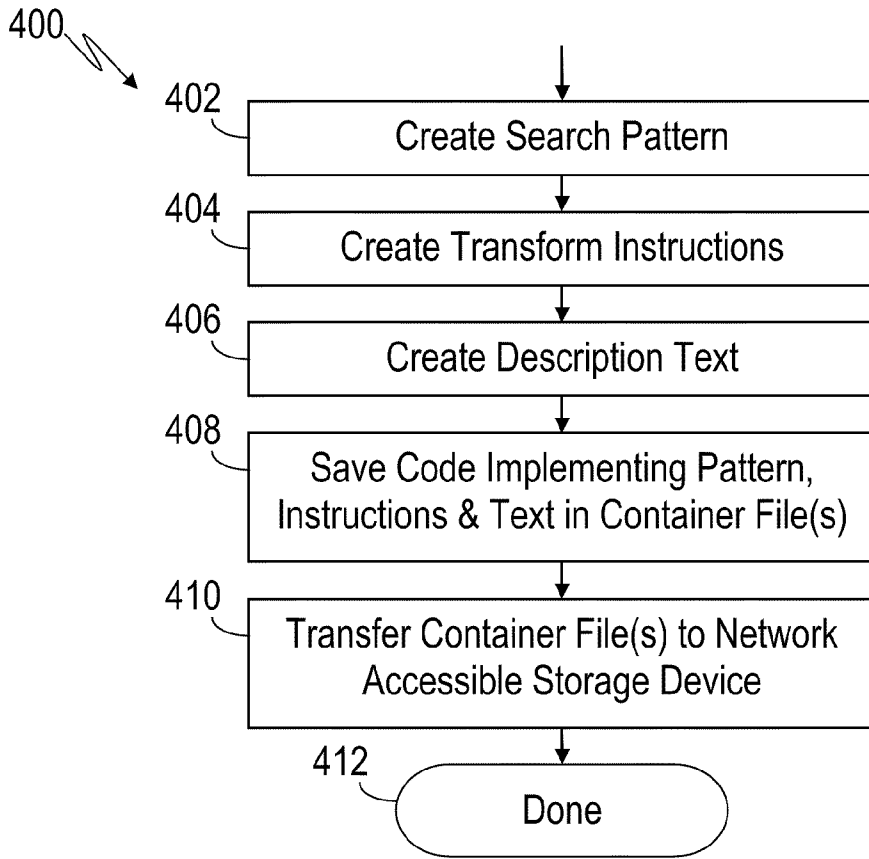 400
402
Create Search Pattern
404
Create Transform Instructions
406
Create Description Text
408
Save Code Implementing Pattern,
Instructions & Text in Container File(s)
410
Transfer Container File(s) to Network
Accessible Storage Device
412
Done